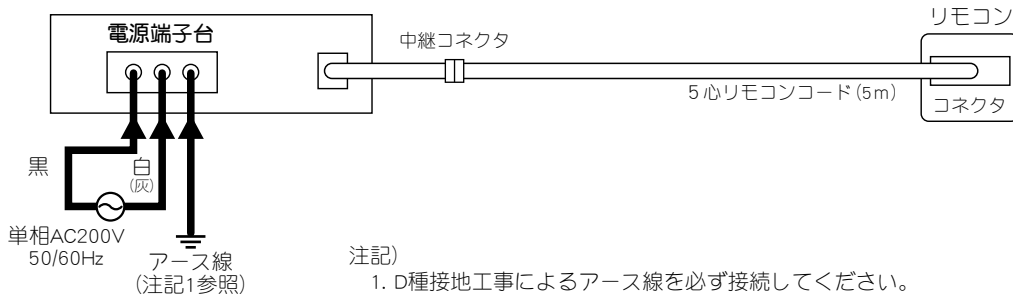 リモコン
電源端子台
中継コネクタ
5心リモコンコード(5m)
コネクタ
黒
白
(灰)
単相AC200V
50/60Hz
アース線
(注記1参照)
注記)
1. D種接地工事によるアース線を必ず接続してください。